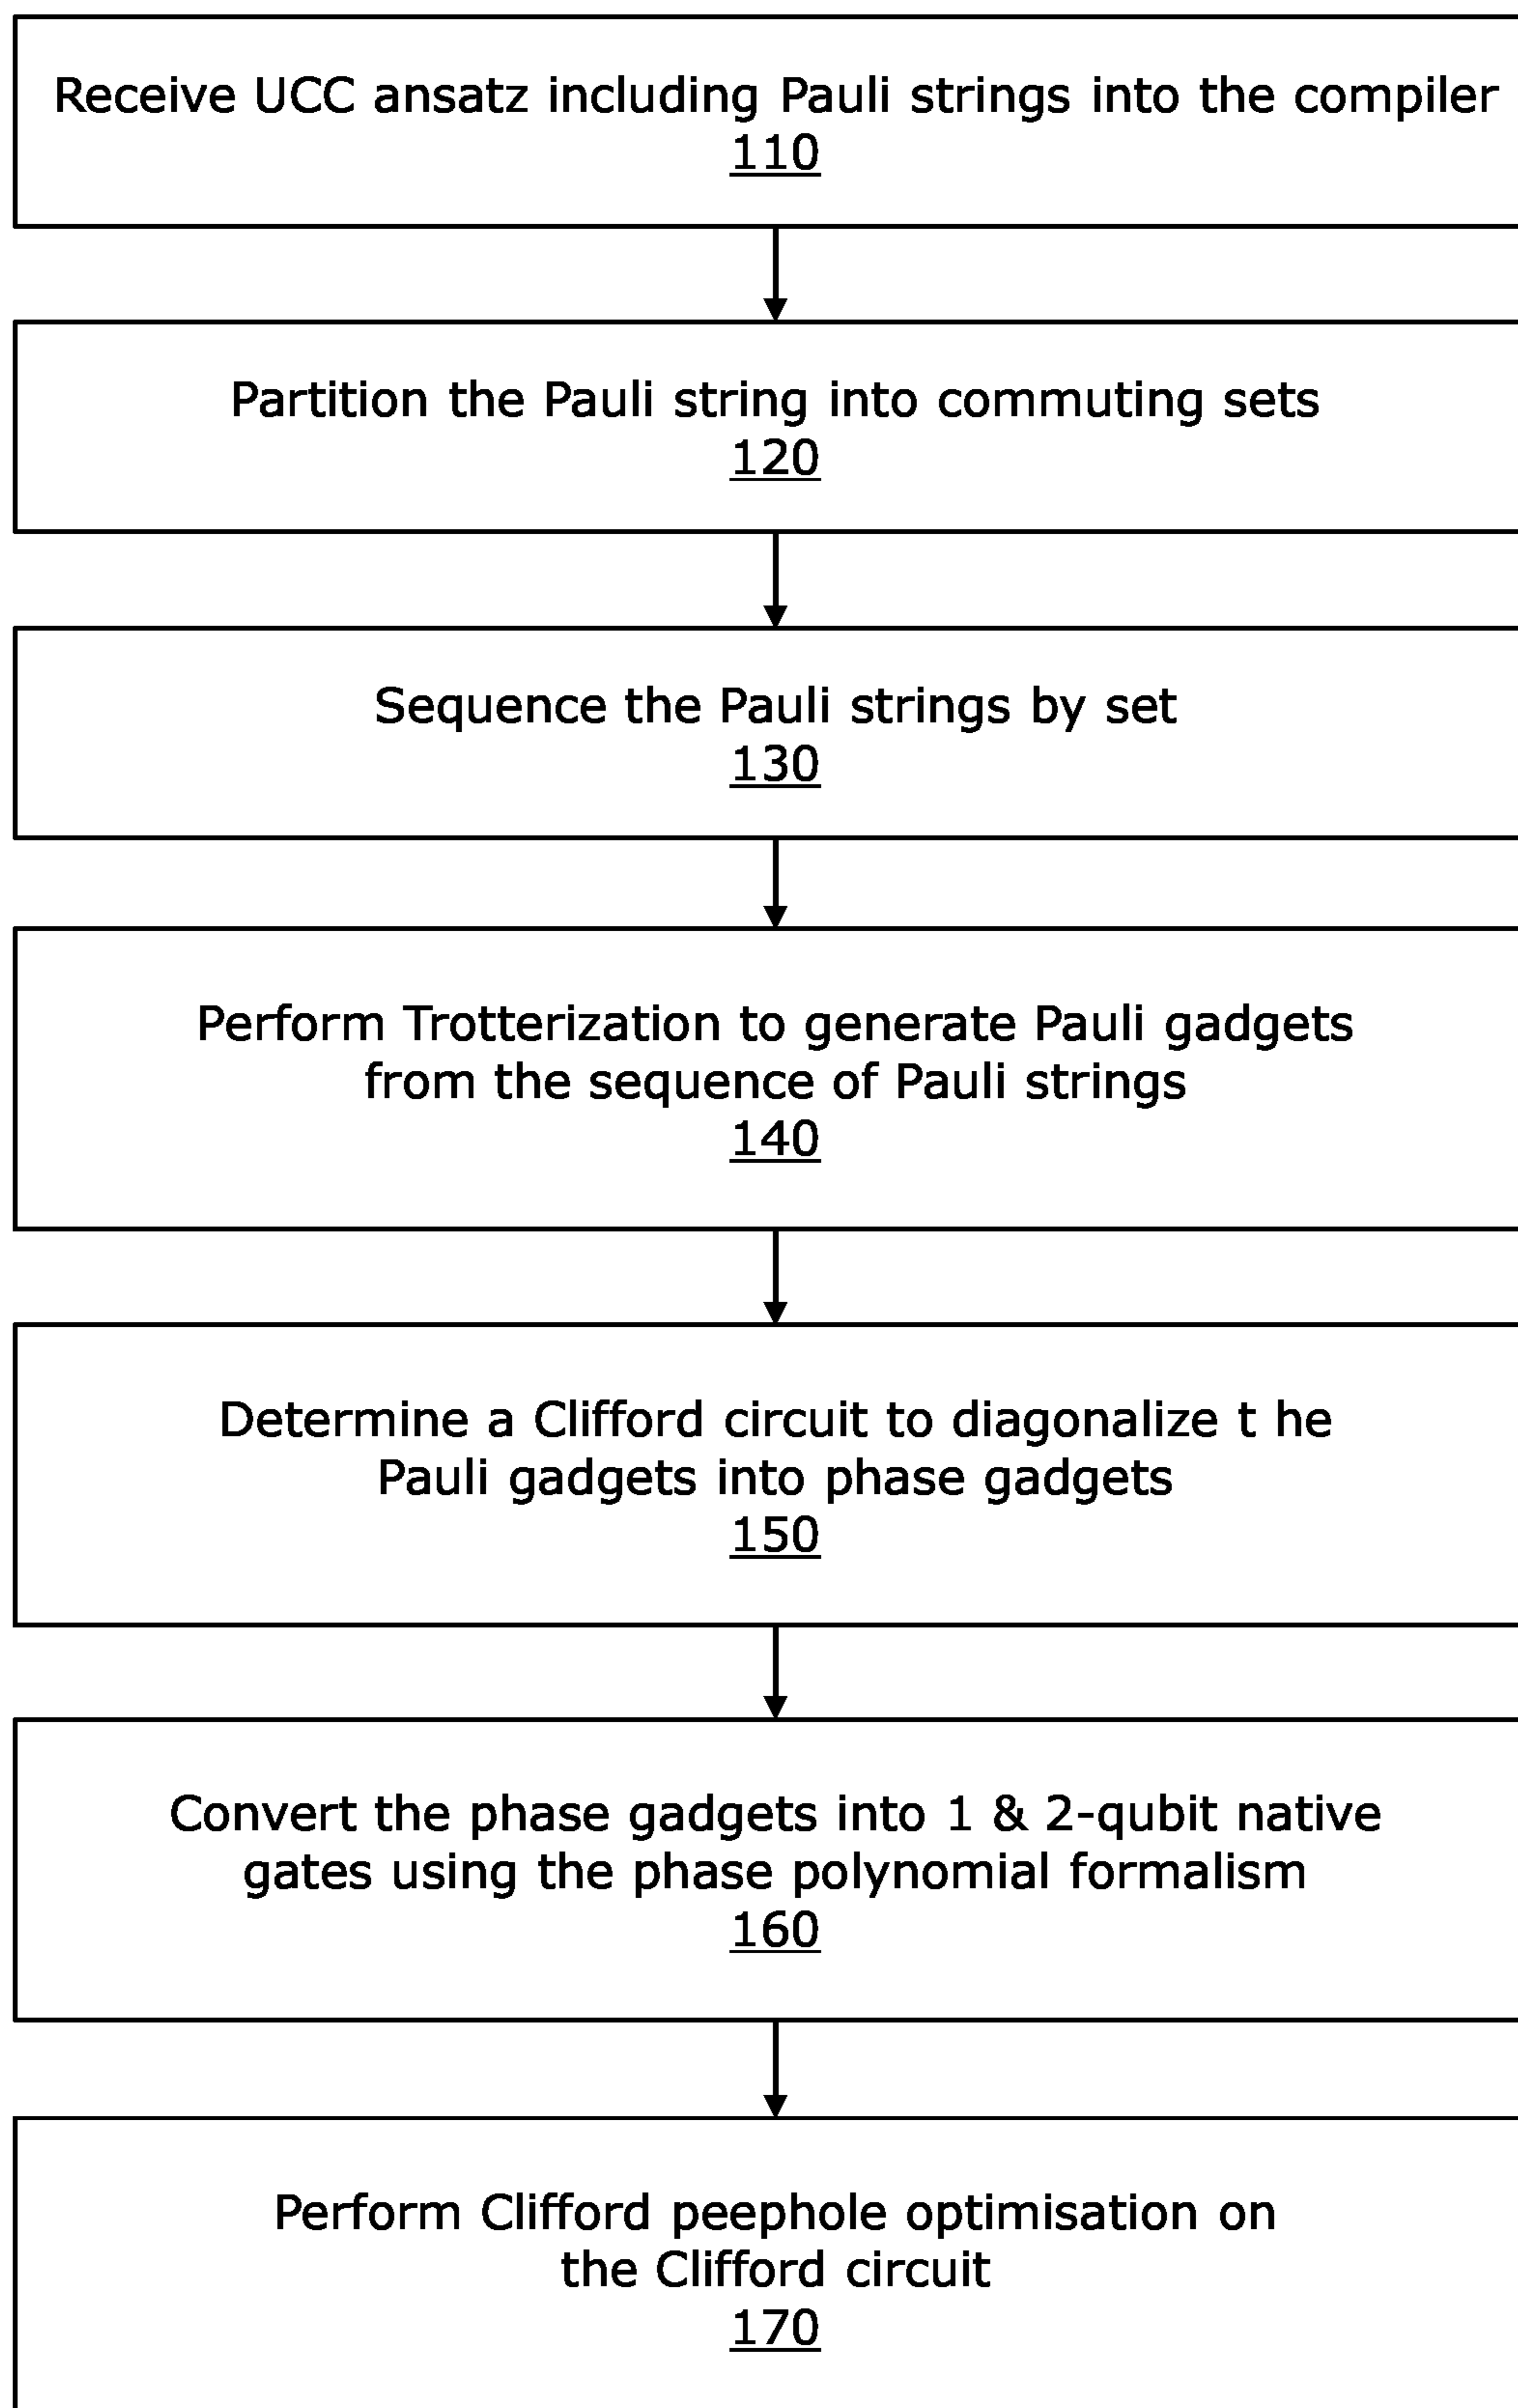 Receive UCC ansatz including Pauli strings into the compiler
110
Partition the Pauli string into commuting sets
120
Sequence the Pauli strings by set
130
Perform Trotterization to generate Pauli gadgets
from the sequence of Pauli strings
140
Determine a Clifford circuit to diagonalize t he
Pauli gadgets into phase gadgets
150
Convert the phase gadgets into 1 & 2-qubit native
gates using the phase polynomial formalism
160
Perform Clifford peephole optimisation on
the Clifford circuit
170